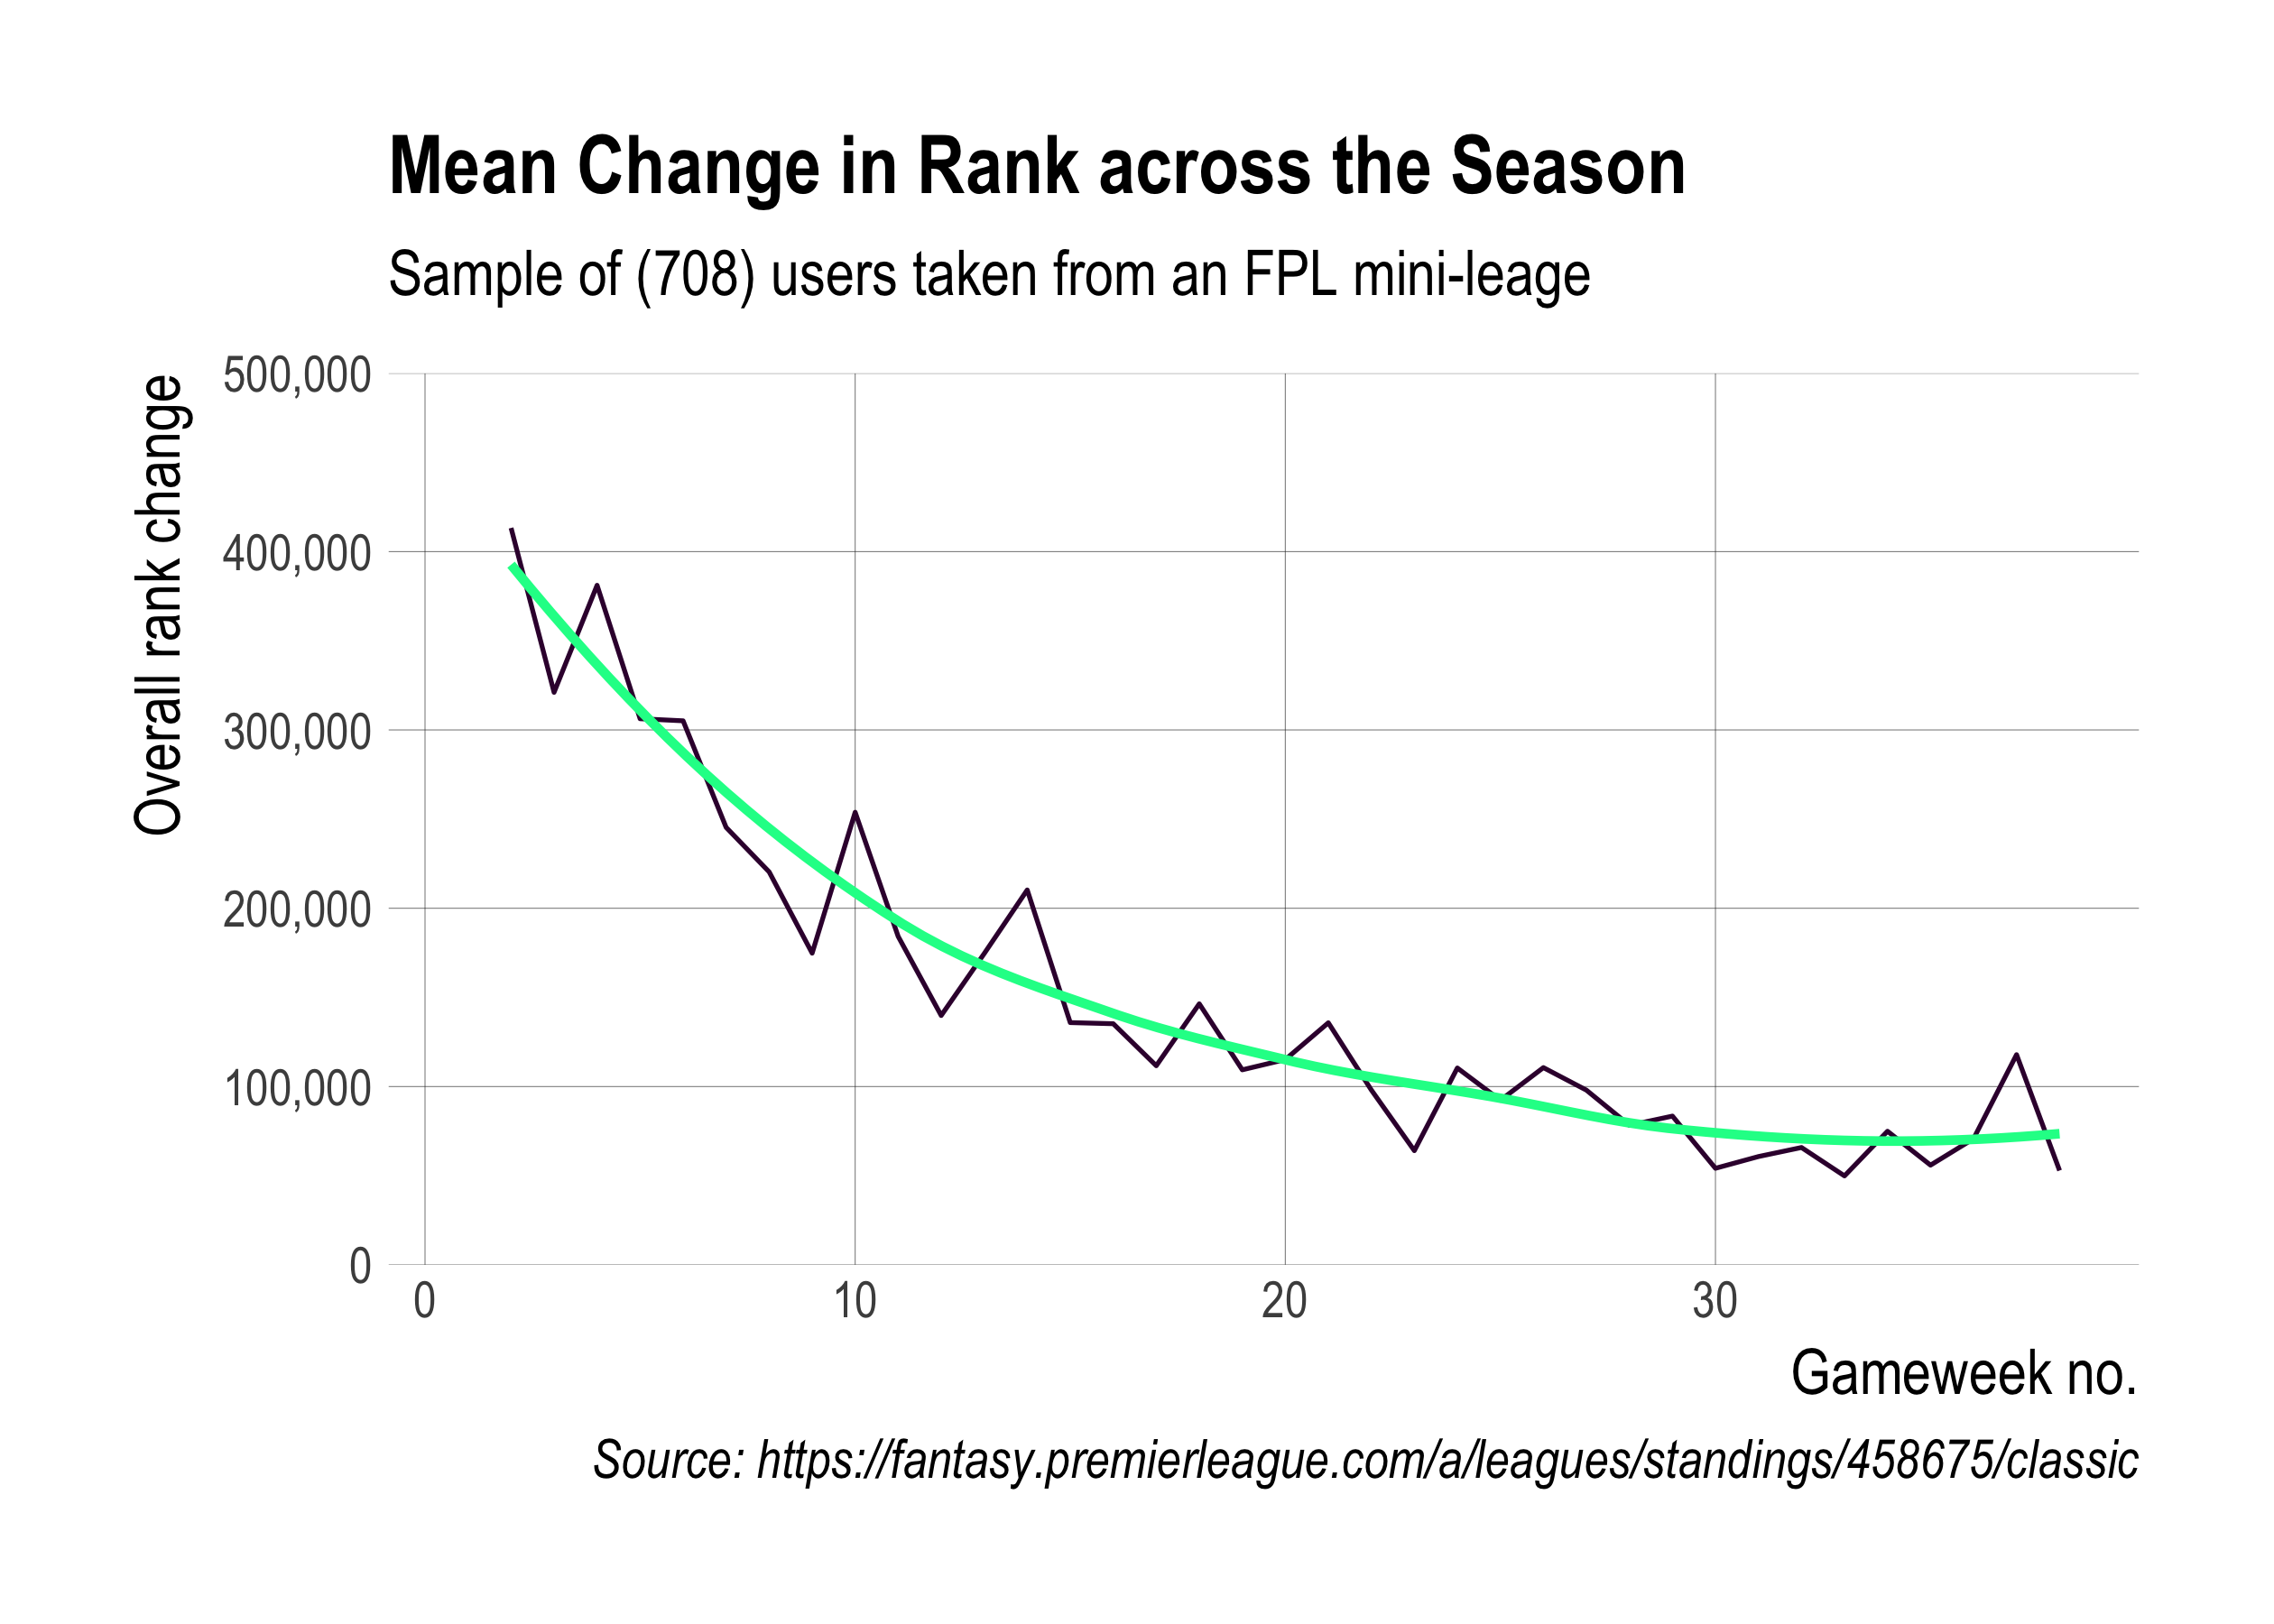 Mean Change in Rank across the Season
Sample of (708) users taken from an FPL mini-leage
Overall rank change
500,000
400,000
300,000
200,000
100,000
0
0 10 20 30
Gameweek no.
Source: https://fantasy.premierleague.com/a/leagues/standings/458675/classic